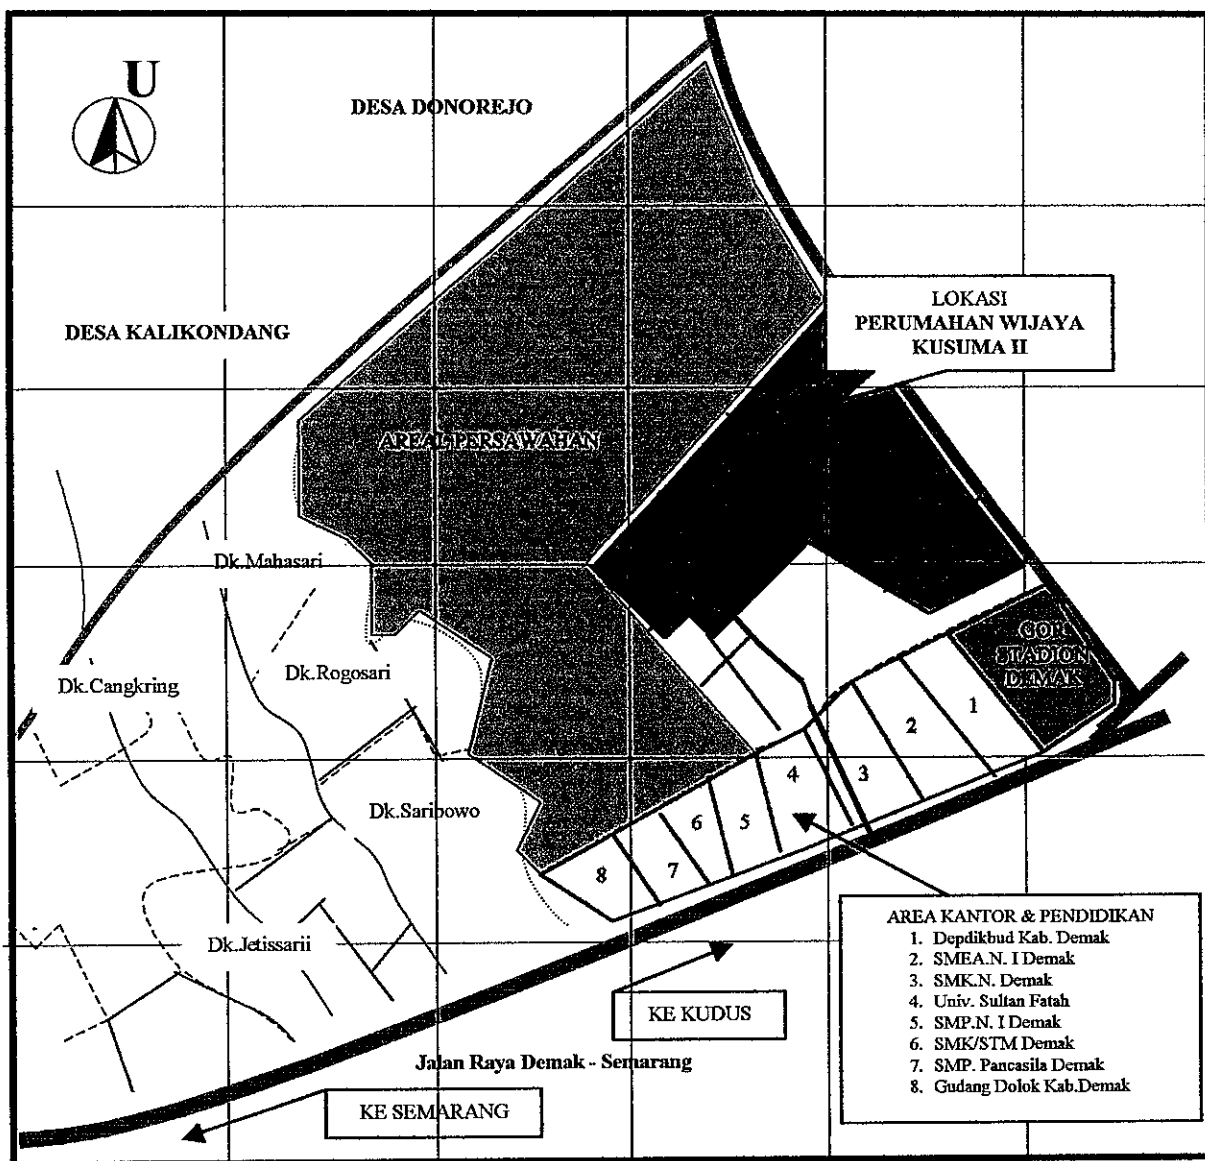 U
DESA DONOREJO
LOKASI
PERUMAHAN WIJAYA
KUSUMA II
DESA KALIKONDANG
AREAL PERSAWAHAN
Dk.Mahasari
Dk.Rogosari
Dk.Cangkring
GOR
STADION
DEMAK
1
2
3
4
5
6
7
8
Dk.Saribowo
Dk.Jetissarii
AREA KANTOR & PENDIDIKAN
1. Depdikbud Kab. Demak
2. SMEA.N. I Demak
3. SMK.N. Demak
4. Univ. Sultan Fatah
5. SMP.N. I Demak
6. SMK/STM Demak
7. SMP. Pancasila Demak
8. Gudang Dolok Kab.Demak
KE KUDUS
Jalan Raya Demak - Semarang
KE SEMARANG